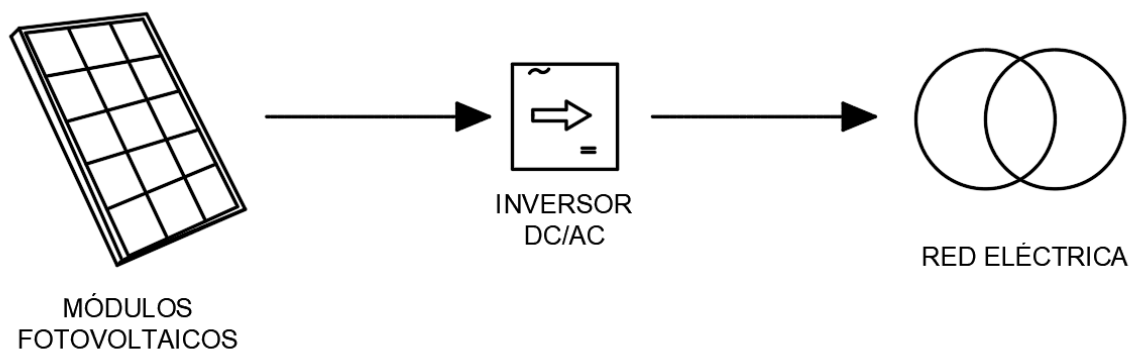 ~
=
INVERSOR
DC/AC
RED ELÉCTRICA
MÓDULOS
FOTOVOLTAICOS